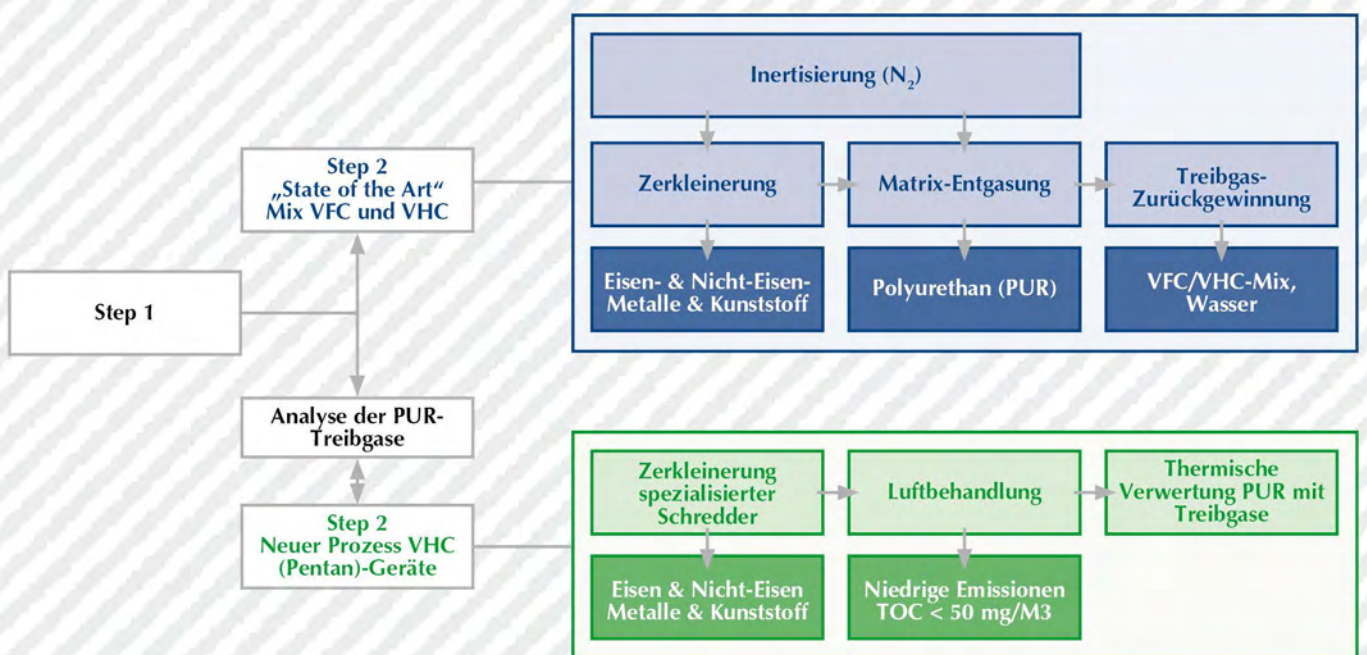 Inertisierung (N₂)
Step 2
„State of the Art“
Mix VFC und VHC
Zerkleinerung
Matrix-Entgasung
Treibgas-
Zurückgewinnung
Eisen- & Nicht-Eisen-
Metalle & Kunststoff
Polyurethan (PUR)
VFC/VHC-Mix,
Wasser
Step 1
Analyse der PUR-
Treibgase
Step 2
Neuer Prozess VHC
(Pentan)-Geräte
Zerkleinerung
spezialisierter
Schredder
Luftbehandlung
Thermische
Verwertung PUR mit
Treibgase
Eisen & Nicht-Eisen
Metalle & Kunststoff
Niedrige Emissionen
TOC < 50 mg/M3